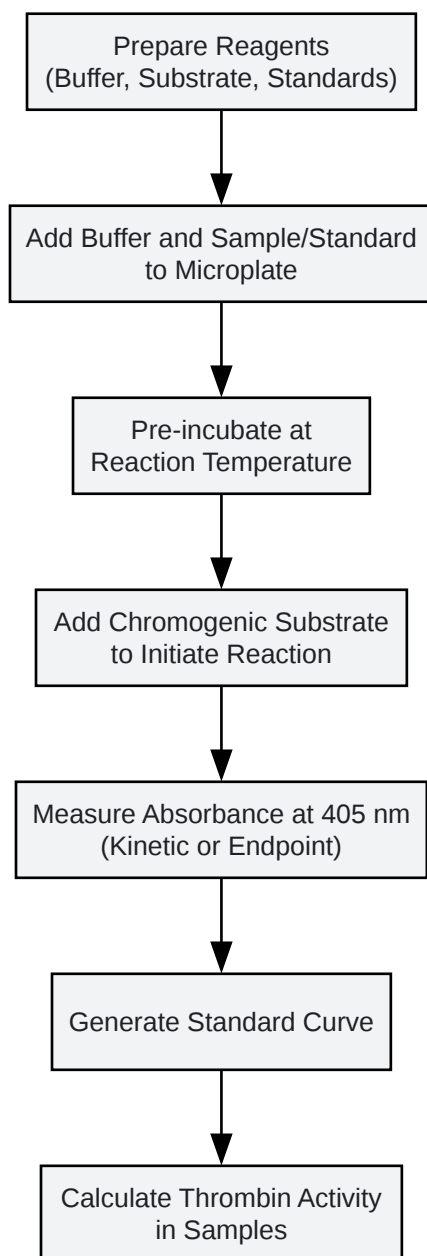 Prepare Reagents
(Buffer, Substrate, Standards)
Add Buffer and Sample/Standard
to Microplate
Pre-incubate at
Reaction Temperature
Add Chromogenic Substrate
to Initiate Reaction
Measure Absorbance at 405 nm
(Kinetic or Endpoint)
Generate Standard Curve
Calculate Thrombin Activity
in Samples